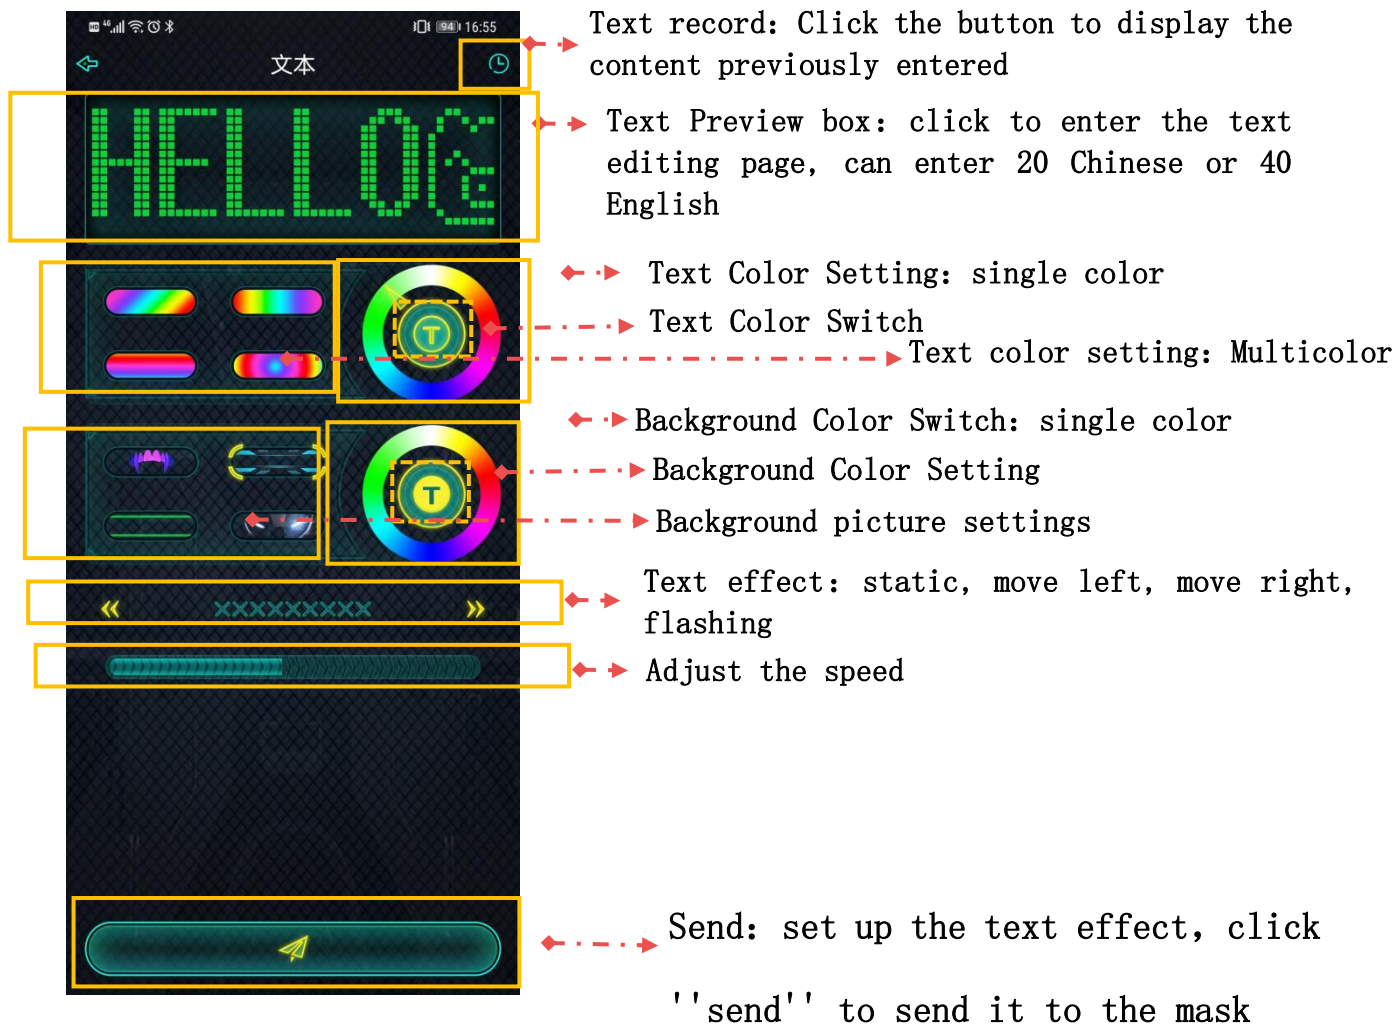 HD 4G 94 16:55
文本
HELLO
T
T
Text record: Click the button to display the
content previously entered
Text Preview box: click to enter the text
editing page, can enter 20 Chinese or 40
English
Text Color Setting: single color
Text Color Switch
Text color setting: Multicolor
Background Color Switch: single color
Background Color Setting
Background picture settings
Text effect: static, move left, move right,
flashing
Adjust the speed
Send: set up the text effect, click
''send'' to send it to the mask